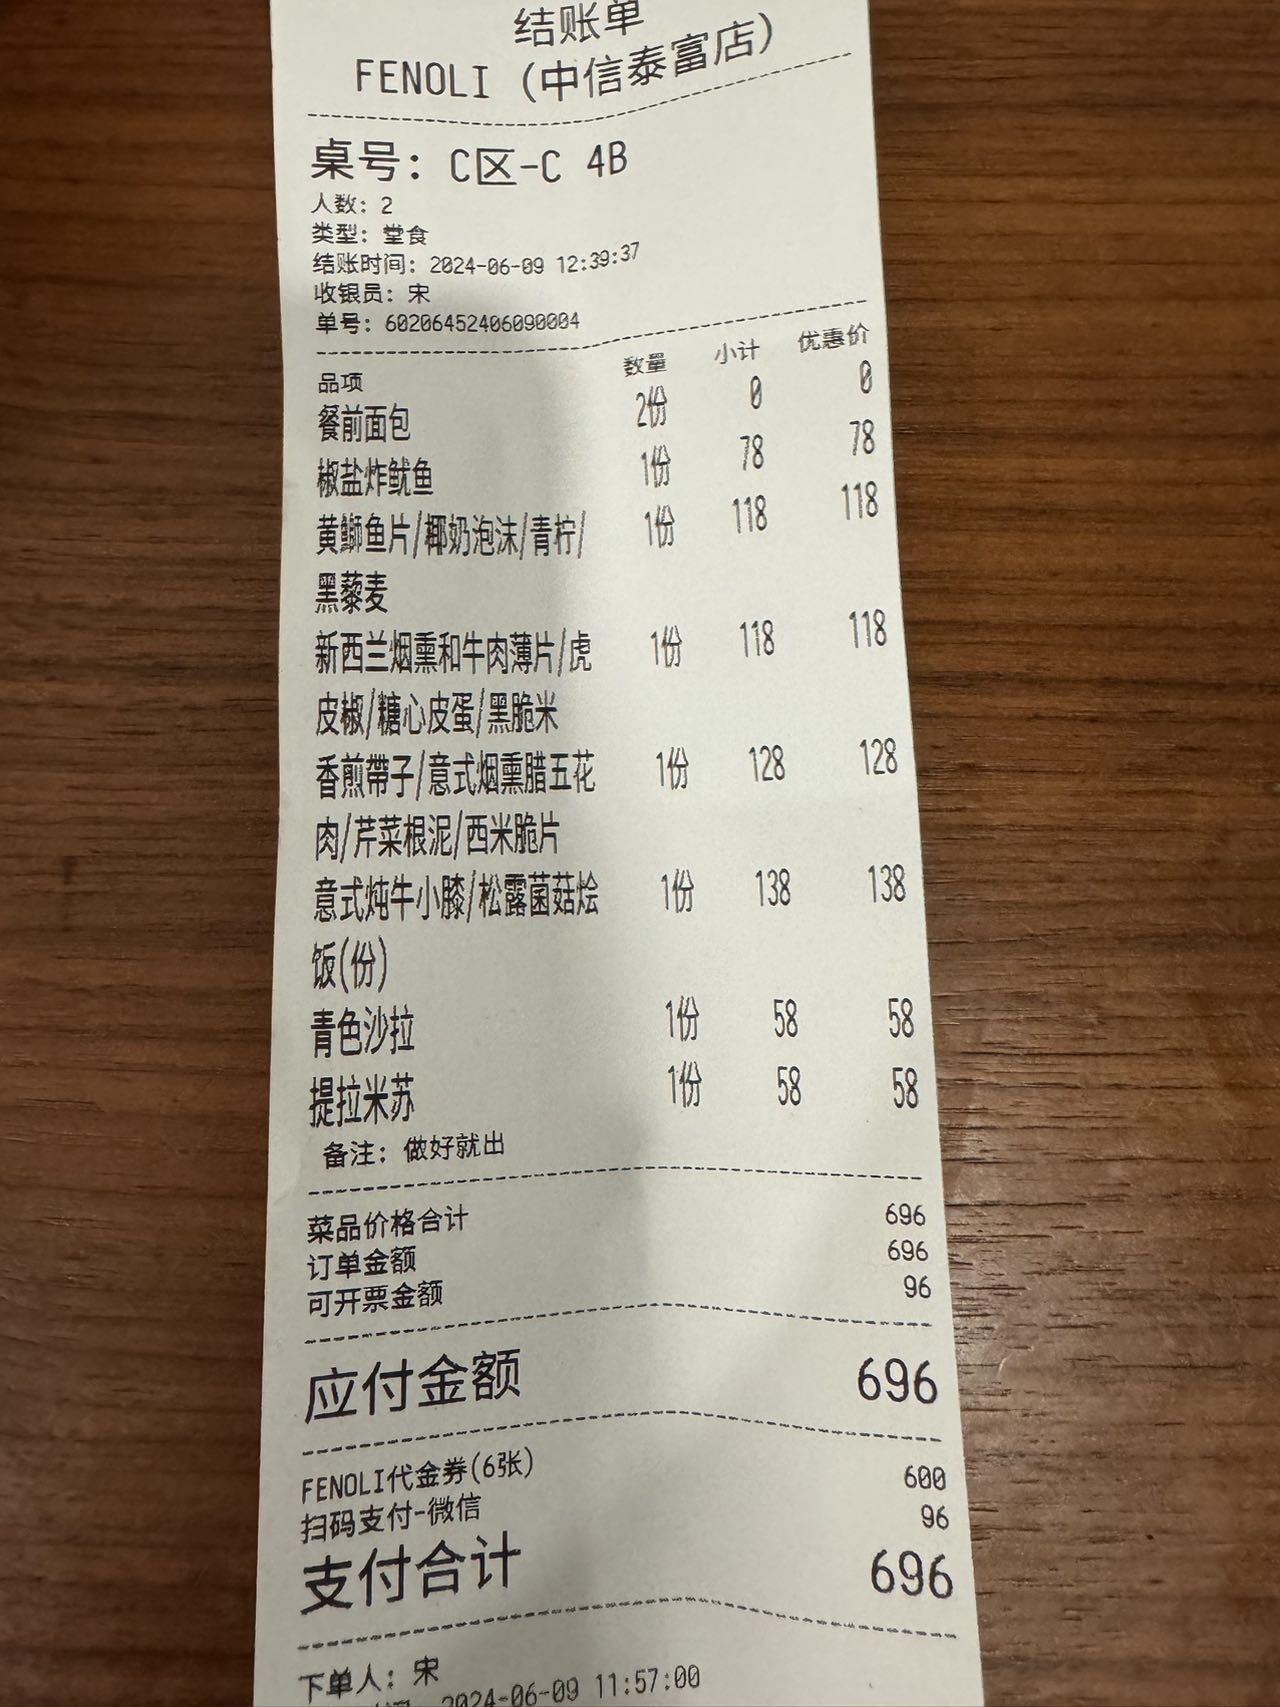 结账单
FENOLI (中信泰富店)
桌号: C区-C 4B
人数: 2
类型: 堂食
结账时间: 2024-06-09 12:39:37
收银员: 宋
单号: 60206452406090004
品项 数量 小计 优惠价
餐前面包 2份 0 0
椒盐炸鱿鱼 1份 78 78
黄鰤鱼片/椰奶泡沫/青柠/ 1份 118 118
黑藜麦
新西兰烟熏和牛肉薄片/虎 1份 118 118
皮椒/糖心皮蛋/黑脆米
香煎帶子/意式烟熏腊五花 1份 128 128
肉/芹菜根泥/西米脆片
意式炖牛小膝/松露菌菇烩 1份 138 138
饭(份)
青色沙拉 1份 58 58
提拉米苏 1份 58 58
备注: 做好就出
菜品价格合计 696
订单金额 696
可开票金额 96
应付金额 696
FENOLI代金券(6张) 600
扫码支付-微信 96
支付合计 696
下单人: 宋
2024-06-09 11:57:00